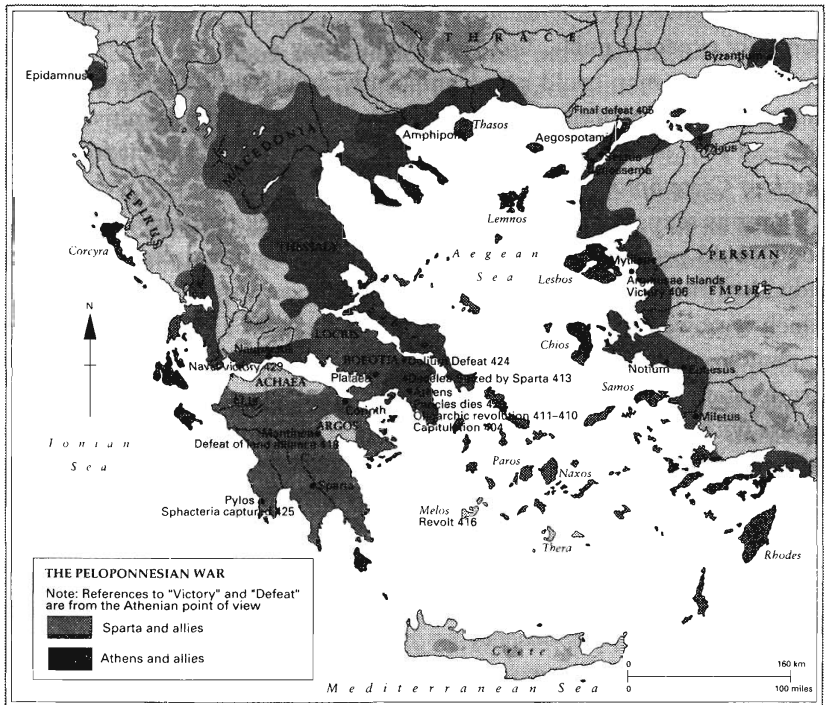 THRACE
Byzantium
Epidamnus
Final defeat 405
Thasos
Amphipolis
Aegospotami
MACEDONIA
EPIRUS
Lemnos
Corcyra
THESSALY
Aegean
Sea
PERSIAN
EMPIRE
Lesbos
Arginusae Islands
Victory 406
N
LOCRIS
Chios
BOEOTIA
Delium Defeat 424
Naval victory 429
Notium
Ephesus
Plataea
Decelea seized by Sparta 413
ACHAEA
Samos
Athens
ELIS
Pericles dies
Corinth
Oligarchic revolution 411–410
Miletus
ARGOS
Capitulation 404
Mantinea
Defeat of land alliance 418
Ionian
Sea
Paros
Naxos
Sparta
Pylos
Sphacteria captured 425
Melos
Revolt 416
Thera
Rhodes
THE PELOPONNESIAN WAR
Note: References to "Victory" and "Defeat"
are from the Athenian point of view
Sparta and allies
Athens and allies
Crete
0 160 km
0 100 miles
Mediterranean Sea